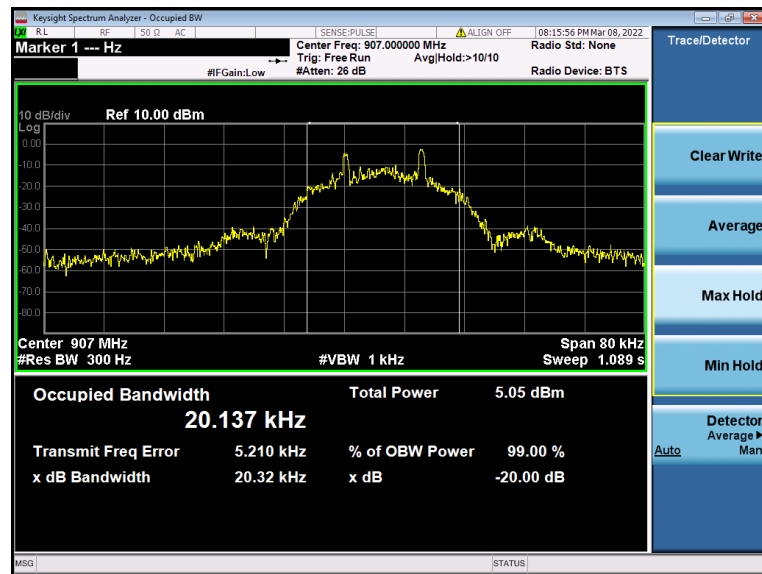 Keysight Spectrum Analyzer - Occupied BW
LXI RL RF 50 Ω AC SENSE:PULSE ALIGN OFF 08:15:56 PM Mar 08, 2022
Marker 1 --- Hz
Center Freq: 907.000000 MHz Radio Std: None
Trig: Free Run Avg|Hold:>10/10
#IFGain:Low #Atten: 26 dB Radio Device: BTS
10 dB/div Ref 10.00 dBm
Log
0.00
-10.0
-20.0
-30.0
-40.0
-50.0
-60.0
-70.0
-80.0
Center 907 MHz Span 80 kHz
#Res BW 300 Hz #VBW 1 kHz Sweep 1.089 s
Occupied Bandwidth Total Power 5.05 dBm
20.137 kHz
Transmit Freq Error 5.210 kHz % of OBW Power 99.00 %
x dB Bandwidth 20.32 kHz x dB -20.00 dB
MSG STATUS
Trace/Detector
Clear Write
Average
Max Hold
Min Hold
Detector
Average
Auto Man